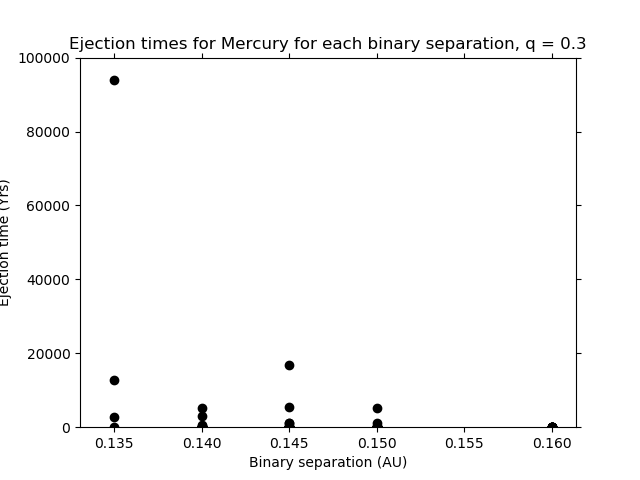 Ejection times for Mercury for each binary separation, q = 0.3
100000
80000
60000
40000
20000
0
Ejection time (Yrs)
0.135 0.140 0.145 0.150 0.155 0.160
Binary separation (AU)